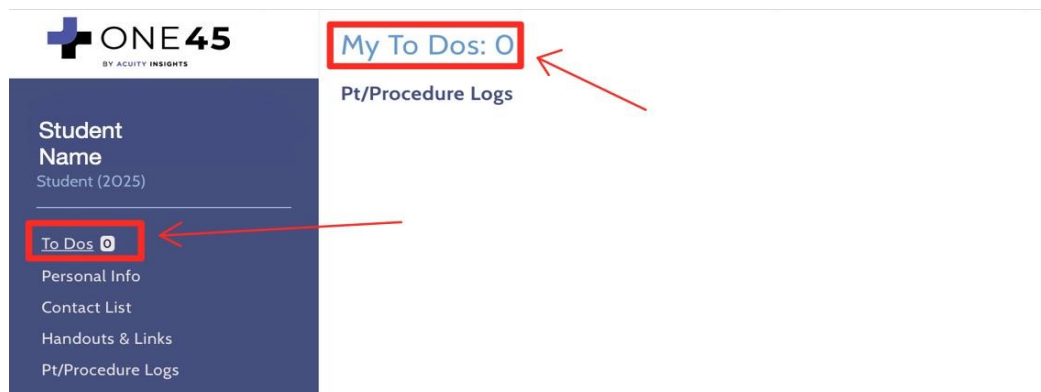 ONE45
BY ACUITY INSIGHTS
Student
Name
Student (2025)
To Dos 0
Personal Info
Contact List
Handouts & Links
Pt/Procedure Logs
My To Dos: 0
Pt/Procedure Logs